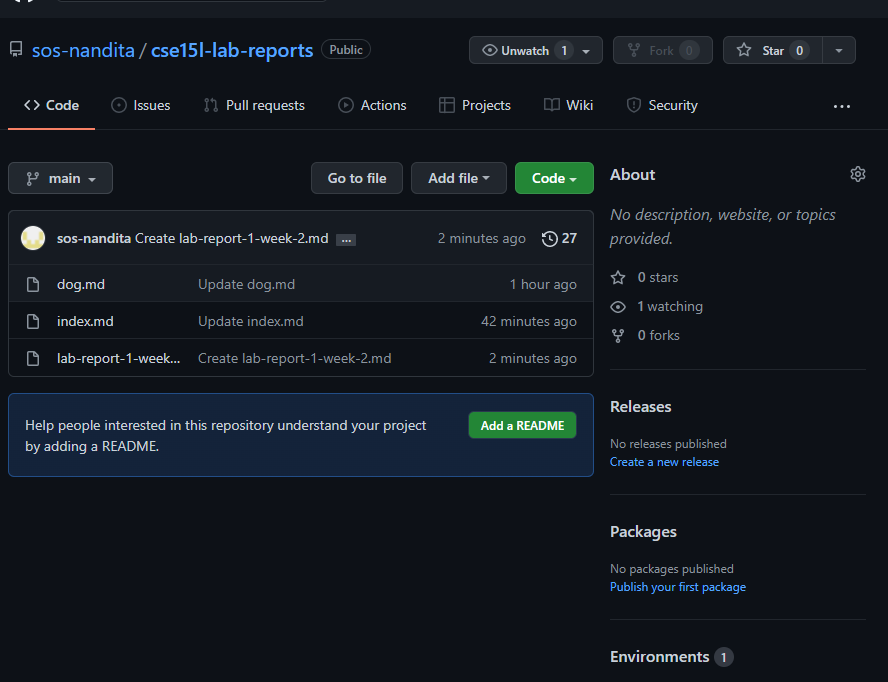 sos-nandita / cse15l-lab-reports Public
Unwatch 1
Fork 0
Star 0
Code
Issues
Pull requests
Actions
Projects
Wiki
Security
...
main
Go to file
Add file
Code
sos-nandita Create lab-report-1-week-2.md ...
2 minutes ago
27
dog.md Update dog.md 1 hour ago
index.md Update index.md 42 minutes ago
lab-report-1-week... Create lab-report-1-week-2.md 2 minutes ago
Help people interested in this repository understand your project
by adding a README.
Add a README
About
No description, website, or topics
provided.
0 stars
1 watching
0 forks
Releases
No releases published
Create a new release
Packages
No packages published
Publish your first package
Environments 1